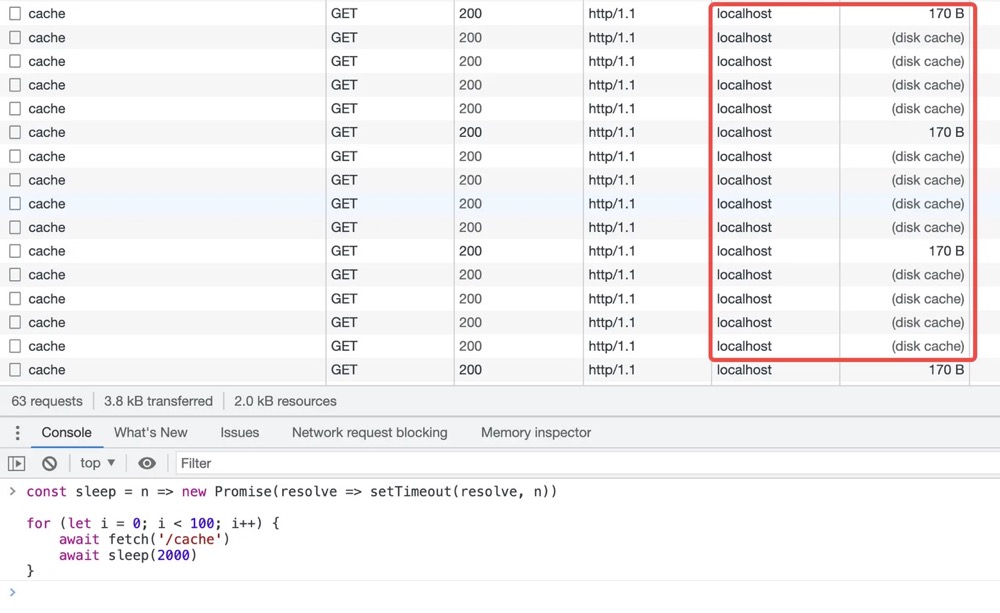 cache GET 200 http/1.1 localhost 170 B
cache GET 200 http/1.1 localhost (disk cache)
cache GET 200 http/1.1 localhost (disk cache)
cache GET 200 http/1.1 localhost (disk cache)
cache GET 200 http/1.1 localhost (disk cache)
cache GET 200 http/1.1 localhost 170 B
cache GET 200 http/1.1 localhost (disk cache)
cache GET 200 http/1.1 localhost (disk cache)
cache GET 200 http/1.1 localhost (disk cache)
cache GET 200 http/1.1 localhost (disk cache)
cache GET 200 http/1.1 localhost 170 B
cache GET 200 http/1.1 localhost (disk cache)
cache GET 200 http/1.1 localhost (disk cache)
cache GET 200 http/1.1 localhost (disk cache)
cache GET 200 http/1.1 localhost (disk cache)
cache GET 200 http/1.1 localhost 170 B
63 requests 3.8 kB transferred 2.0 kB resources
Console What's New Issues Network request blocking Memory inspector
top ▼ Filter
> const sleep = n => new Promise(resolve => setTimeout(resolve, n))
for (let i = 0; i < 100; i++) {
    await fetch('/cache')
    await sleep(2000)
}
>